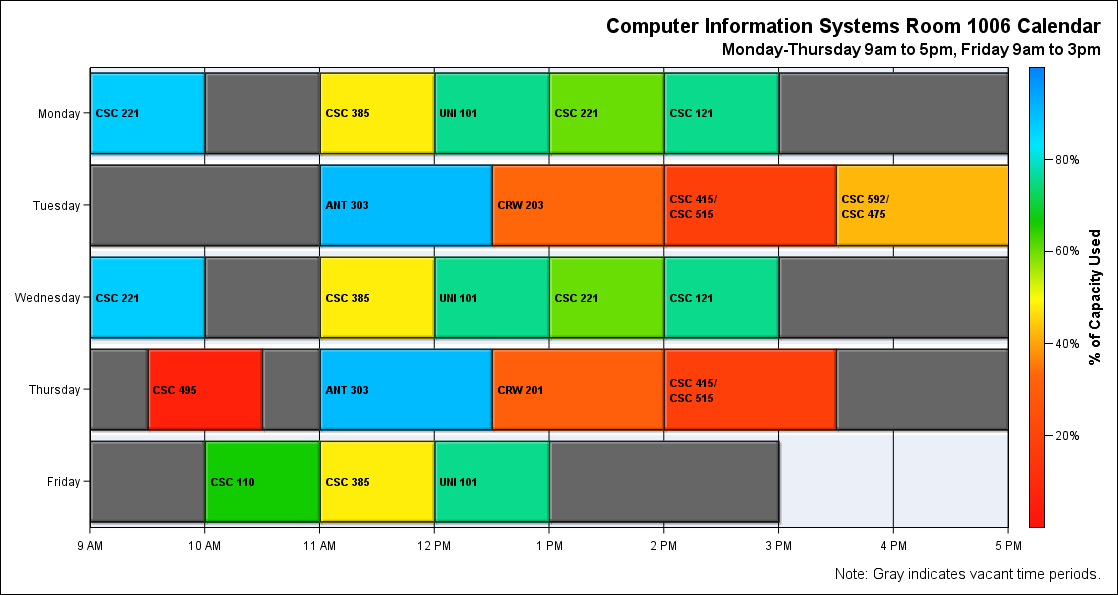 Computer Information Systems Room 1006 Calendar
Monday-Thursday 9am to 5pm, Friday 9am to 3pm
Monday
CSC 221
CSC 385
UNI 101
CSC 221
CSC 121
Tuesday
ANT 303
CRW 203
CSC 415/
CSC 515
CSC 592/
CSC 475
Wednesday
CSC 221
CSC 385
UNI 101
CSC 221
CSC 121
Thursday
CSC 495
ANT 303
CRW 201
CSC 415/
CSC 515
Friday
CSC 110
CSC 385
UNI 101
9 AM
10 AM
11 AM
12 PM
1 PM
2 PM
3 PM
4 PM
5 PM
80%
60%
40%
20%
% of Capacity Used
Note: Gray indicates vacant time periods.